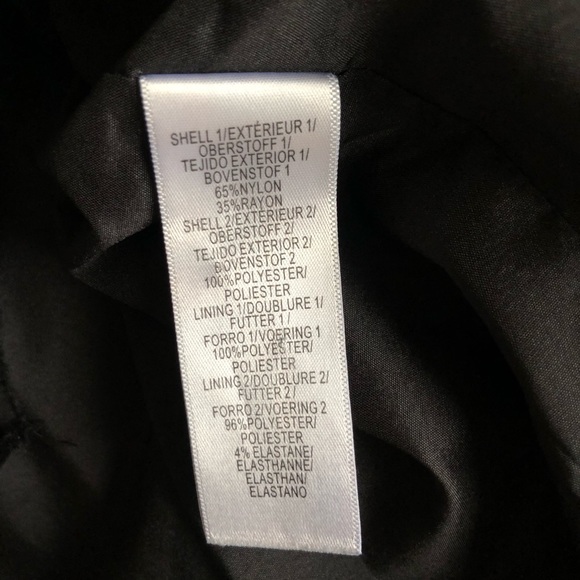 SHELL 1/EXTÉRIEUR 1/
OBERSTOFF 1/
TEJIDO EXTERIOR 1/
BOVENSTOF 1
65%NYLON
35%RAYON
SHELL 2/EXTÉRIEUR 2/
OBERSTOFF 2/
TEJIDO EXTERIOR 2/
BOVENSTOF 2
100%POLYESTER/
POLIESTER
LINING 1/DOUBLURE 1/
FUTTER 1/
FORRO 1/VOERING 1
100%POLYESTER/
POLIESTER
LINING 2/DOUBLURE 2/
FUTTER 2/
FORRO 2/VOERING 2
96%POLYESTER/
POLIESTER
4% ELASTANE/
ELASTHANNE/
ELASTHAN/
ELASTANO